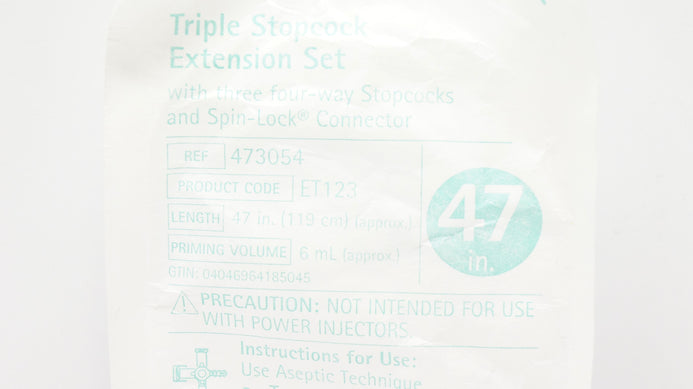 Triple Stopcock
Extension Set
with three four-way Stopcocks
and Spin-Lock® Connector
REF 473054
PRODUCT CODE ET123
LENGTH 47 in. (119 cm) (approx.)
PRIMING VOLUME 6 mL (approx.)
GTIN: 04046964185045
47
in.
PRECAUTION: NOT INTENDED FOR USE
WITH POWER INJECTORS.
Instructions for Use:
Use Aseptic Technique